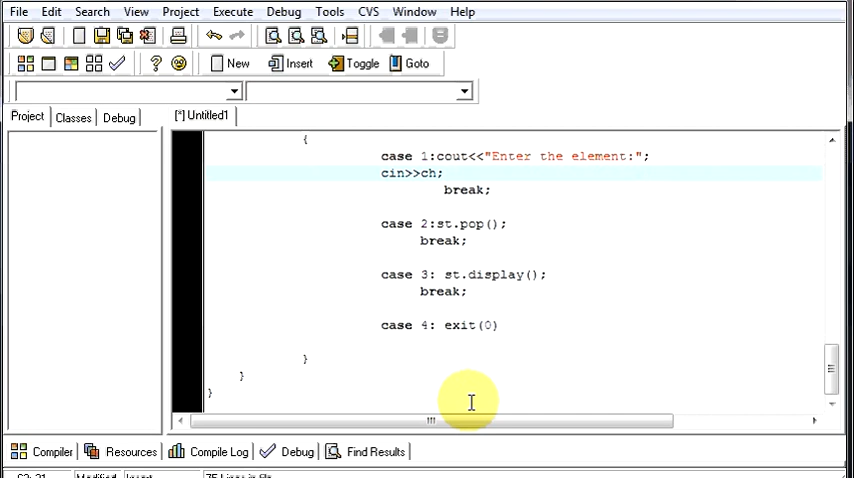 File Edit Search View Project Execute Debug Tools CVS Window Help
New Insert Toggle Goto
Project Classes Debug [*] Untitled1
{
case 1:cout<<"Enter the element:";
cin>>ch;
break;
case 2:st.pop();
break;
case 3: st.display();
break;
case 4: exit(0)
}
}
}
Compiler Resources Compile Log Debug Find Results